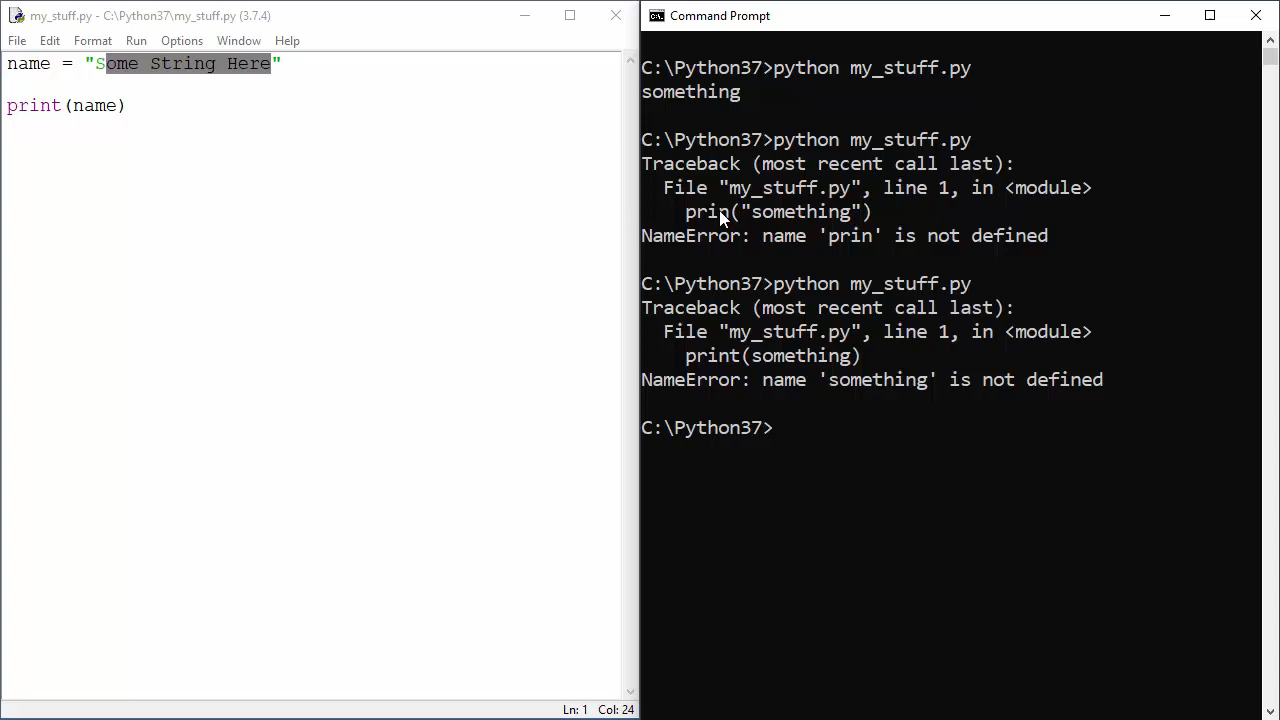 my_stuff.py - C:\Python37\my_stuff.py (3.7.4)
File Edit Format Run Options Window Help
name = "Some String Here"
print(name)
Ln: 1 Col: 24
Command Prompt
C:\Python37>python my_stuff.py
something
C:\Python37>python my_stuff.py
Traceback (most recent call last):
  File "my_stuff.py", line 1, in <module>
    prin("something")
NameError: name 'prin' is not defined
C:\Python37>python my_stuff.py
Traceback (most recent call last):
  File "my_stuff.py", line 1, in <module>
    print(something)
NameError: name 'something' is not defined
C:\Python37>